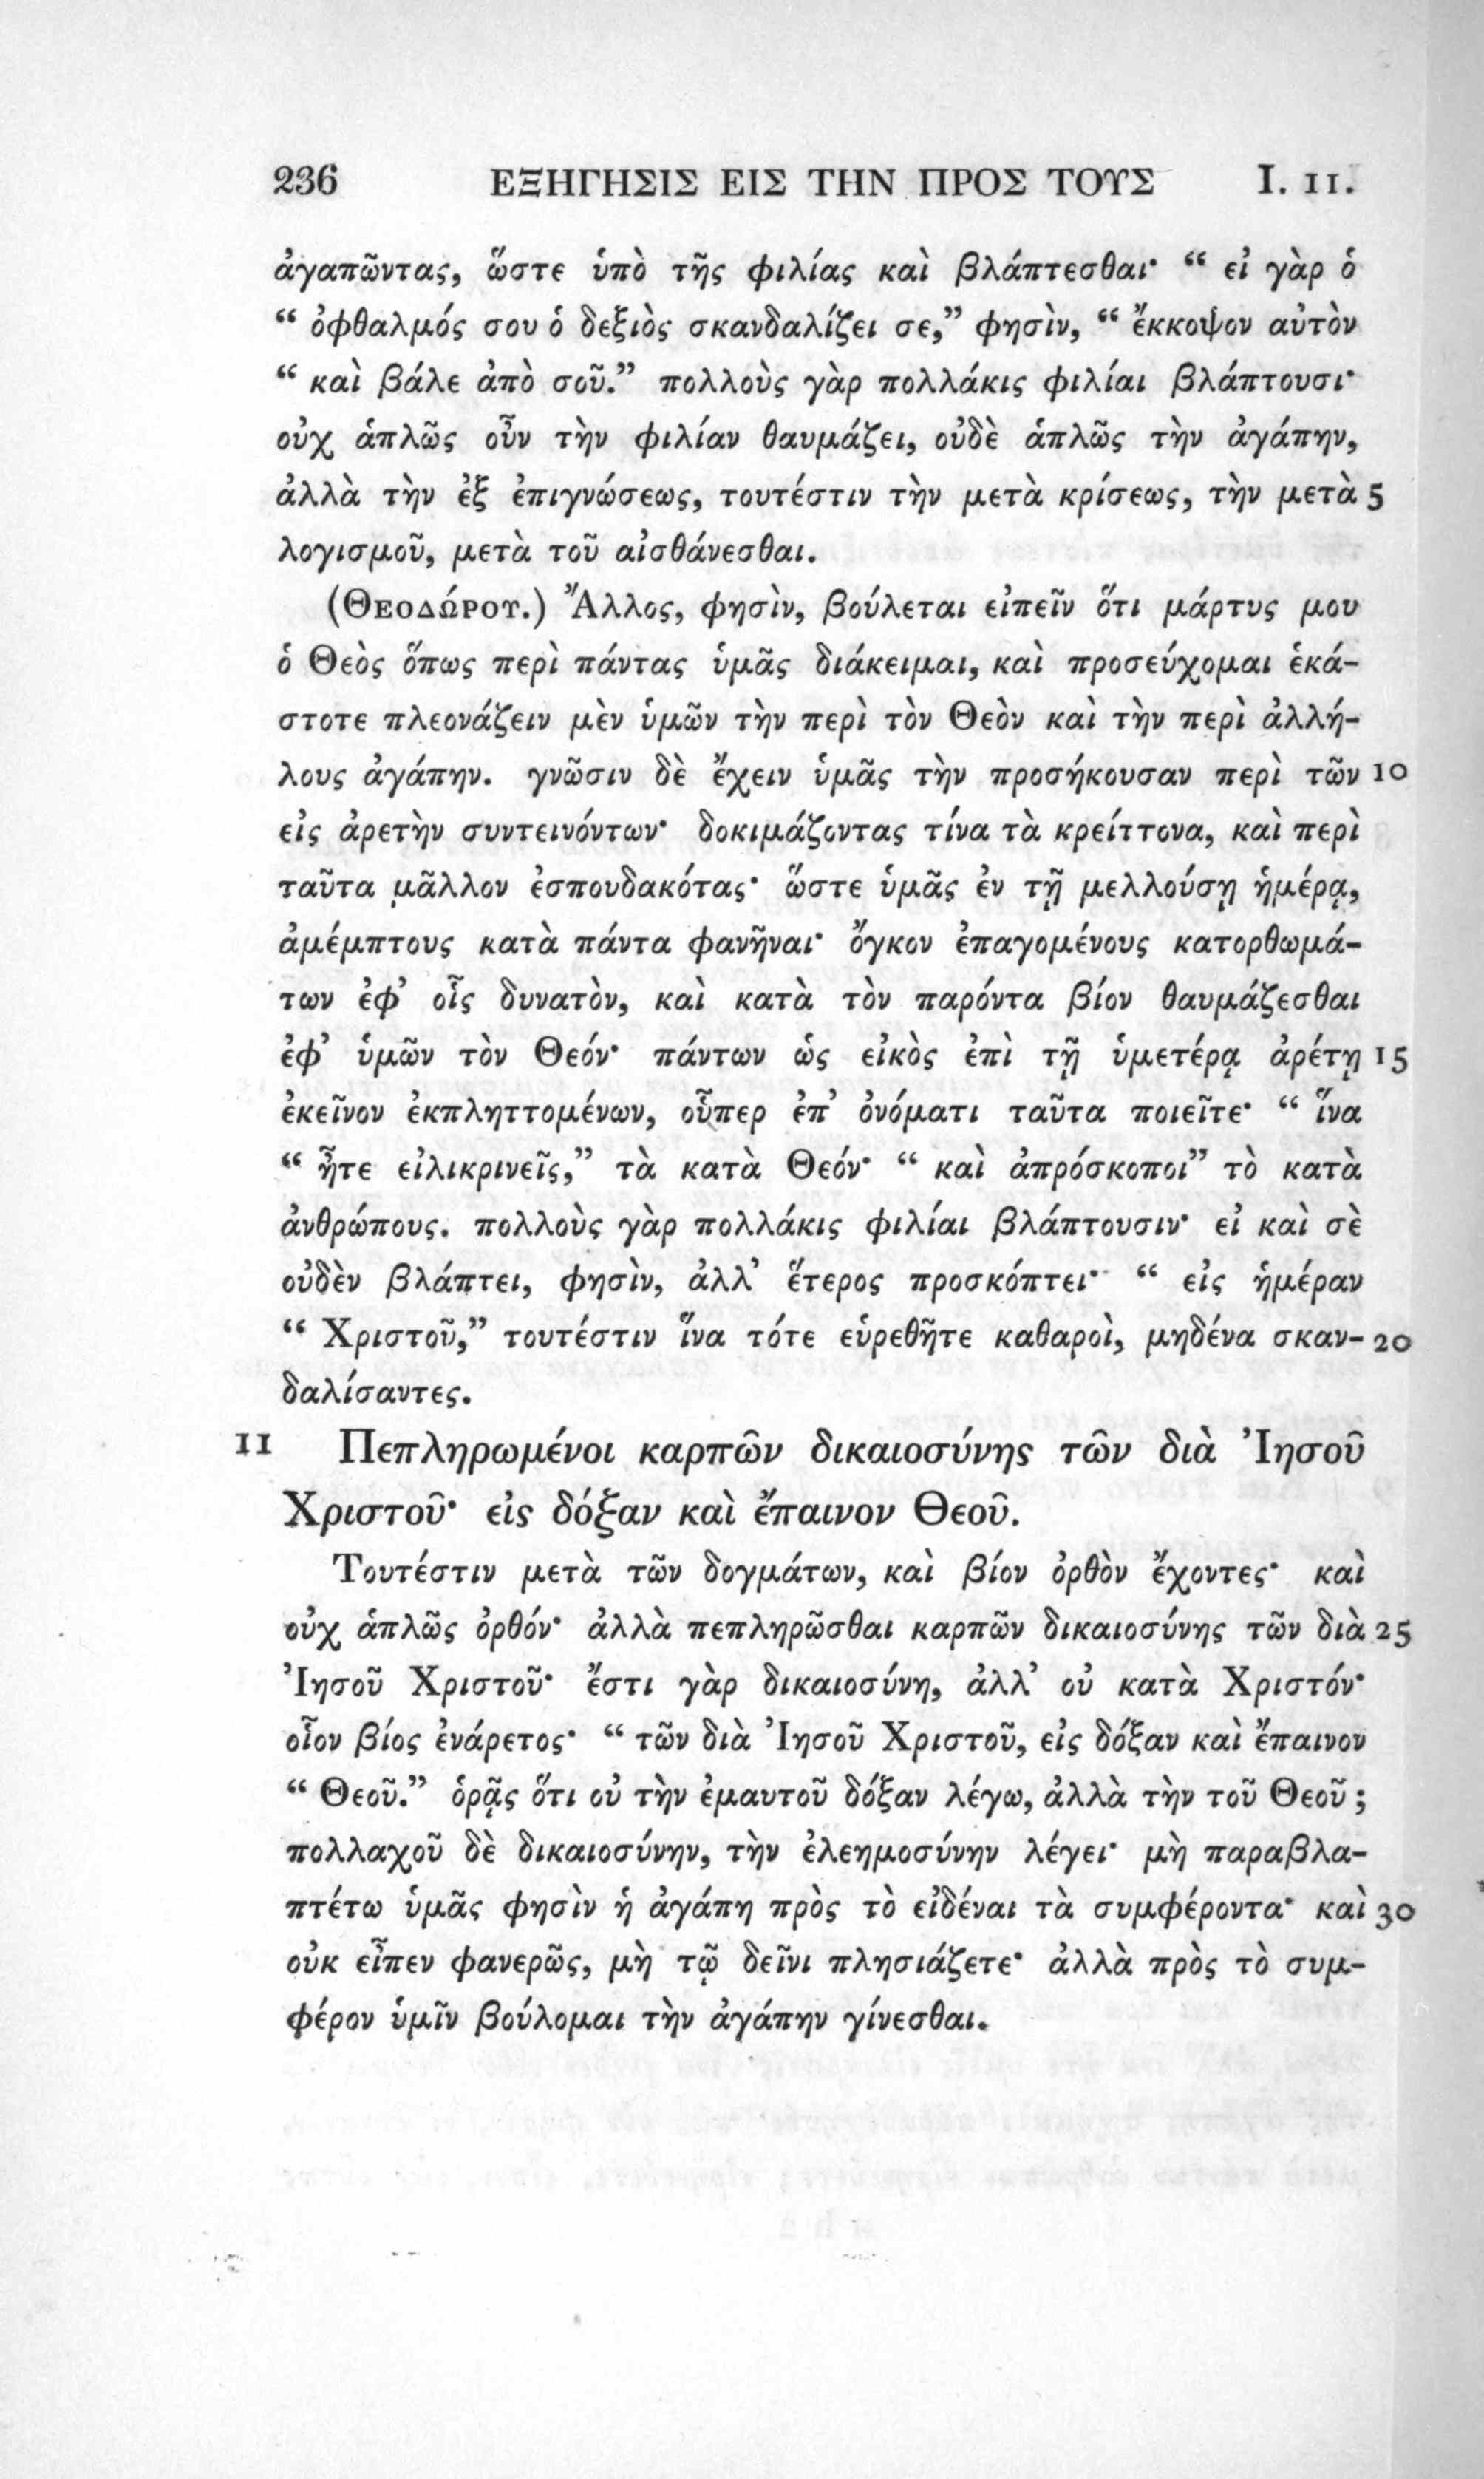 236 ΕΞΗΓΗΣΙΣ ΕΙΣ ΤΗΝ ΠΡΟΣ ΤΟΥΣ I. 11.
ἀγαπῶντας, ὥστε ὑπὸ τῆς φιλίας καὶ βλάπτεσθαι· “ εἰ γὰρ ὁ
“ ὀφθαλμός σου ὁ δεξιὸς σκανδαλίζει σε,” φησὶν, “ ἔκκοψον αὐτὸν
“ καὶ βάλε ἀπὸ σοῦ.” πολλοὺς γὰρ πολλάκις φιλίαι βλάπτουσι·
οὐχ ἁπλῶς οὖν τὴν φιλίαν θαυμάζει, οὐδὲ ἁπλῶς τὴν ἀγάπην,
ἀλλὰ τὴν ἐξ ἐπιγνώσεως, τουτέστιν τὴν μετὰ κρίσεως, τὴν μετὰ 5
λογισμοῦ, μετὰ τοῦ αἰσθάνεσθαι.
(ΘΕΟΔΏΡΟΥ.) Ἄλλος, φησὶν, βούλεται εἰπεῖν ὅτι μάρτυς μου
ὁ Θεὸς ὅπως περὶ πάντας ὑμᾶς διάκειμαι, καὶ προσεύχομαι ἑκά-
στοτε πλεονάζειν μὲν ὑμῶν τὴν περὶ τὸν Θεὸν καὶ τὴν περὶ ἀλλή-
λους ἀγάπην. γνῶσιν δὲ ἔχειν ὑμᾶς τὴν προσήκουσαν περὶ τῶν 10
εἰς ἀρετὴν συντεινόντων· δοκιμάζοντας τίνα τὰ κρείττονα, καὶ περὶ
ταῦτα μᾶλλον ἐσπουδακότας· ὥστε ὑμᾶς ἐν τῇ μελλούσῃ ἡμέρᾳ,
ἀμέμπτους κατὰ πάντα φανῆναι· ὄγκον ἐπαγομένους κατορθωμά-
των ἐφ’ οἷς δυνατὸν, καὶ κατὰ τὸν παρόντα βίον θαυμάζεσθαι
ἐφ’ ὑμῶν τὸν Θεόν· πάντων ὡς εἰκὸς ἐπὶ τῇ ὑμετέρᾳ ἀρέτῃ 15
ἐκεῖνον ἐκπληττομένων, οὗπερ ἐπ’ ὀνόματι ταῦτα ποιεῖτε· “ ἵνα
“ ἦτε εἰλικρινεῖς,” τὰ κατὰ Θεόν· “ καὶ ἀπρόσκοποι” τὸ κατὰ
ἀνθρώπους. πολλοὺς γὰρ πολλάκις φιλίαι βλάπτουσιν· εἰ καὶ σὲ
οὐδὲν βλάπτει, φησὶν, ἀλλ’ ἕτερος προσκόπτει· “ εἰς ἡμέραν
“ Χριστοῦ,” τουτέστιν ἵνα τότε εὑρεθῆτε καθαροὶ, μηδένα σκαν- 20
δαλίσαντες.
11 Πεπληρωμένοι καρπῶν δικαιοσύνης τῶν διὰ Ἰησοῦ
Χριστοῦ· εἰς δόξαν καὶ ἔπαινον Θεοῦ.
Τουτέστιν μετὰ τῶν δογμάτων, καὶ βίον ὀρθὸν ἔχοντες· καὶ
οὐχ ἁπλῶς ὀρθόν· ἀλλὰ πεπληρῶσθαι καρπῶν δικαιοσύνης τῶν διὰ 25
Ἰησοῦ Χριστοῦ· ἔστι γὰρ δικαιοσύνη, ἀλλ’ οὐ κατὰ Χριστόν·
οἷον βίος ἐνάρετος· “ τῶν διὰ Ἰησοῦ Χριστοῦ, εἰς δόξαν καὶ ἔπαινον
“ Θεοῦ.” ὁρᾷς ὅτι οὐ τὴν ἐμαυτοῦ δόξαν λέγω, ἀλλὰ τὴν τοῦ Θεοῦ ;
πολλαχοῦ δὲ δικαιοσύνην, τὴν ἐλεημοσύνην λέγει· μὴ παραβλα-
πτέτω ὑμᾶς φησὶν ἡ ἀγάπη πρὸς τὸ εἰδέναι τὰ συμφέροντα· καὶ 30
οὐκ εἶπεν φανερῶς, μὴ τῷ δεῖνι πλησιάζετε· ἀλλὰ πρὸς τὸ συμ-
φέρον ὑμῖν βούλομαι τὴν ἀγάπην γίνεσθαι.